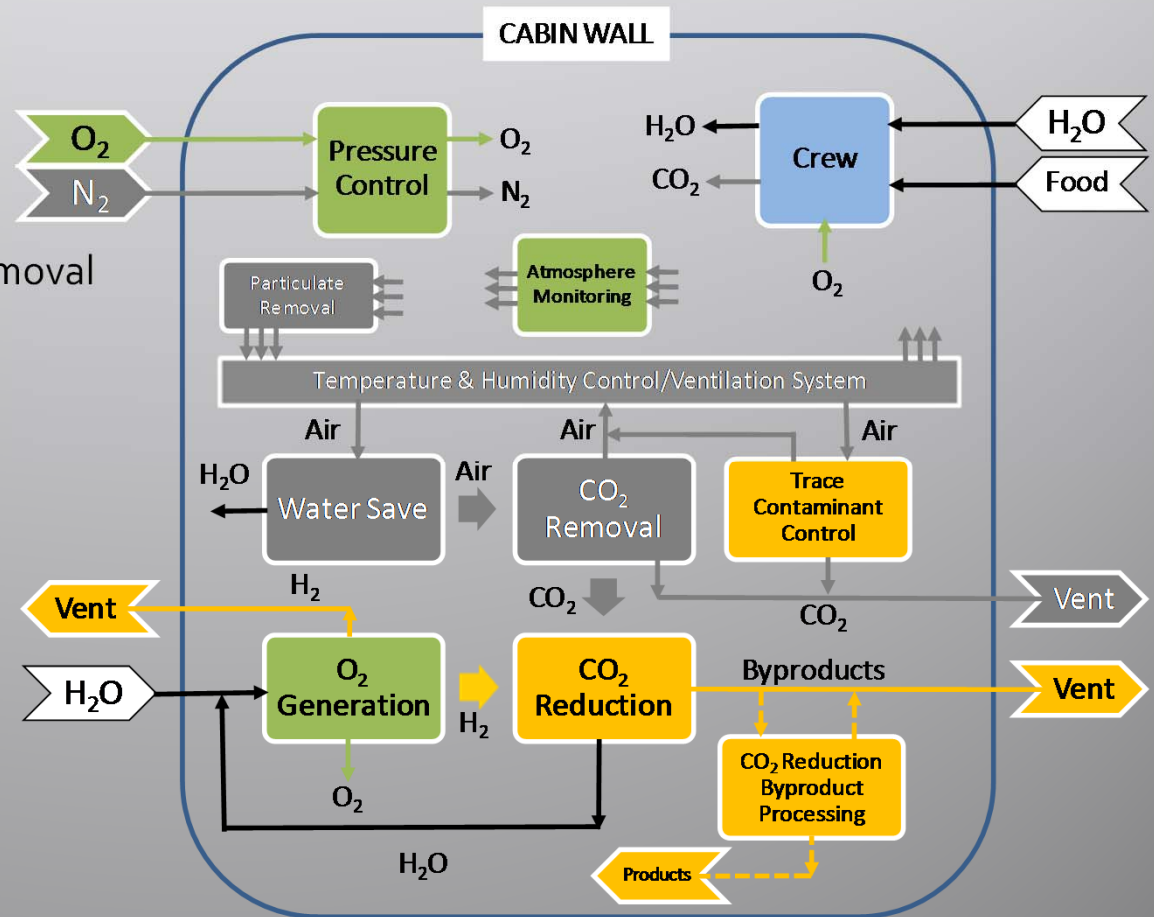 CABIN WALL
O₂
N₂
Pressure
Control
O₂
N₂
H₂O
CO₂
Crew
O₂
H₂O
Food
moval
Particulate
Removal
Atmosphere
Monitoring
Temperature & Humidity Control/Ventilation System
Air
Air
Air
H₂O
Water Save
Air
CO₂
Removal
Trace
Contaminant
Control
H₂
CO₂
CO₂
Vent
Vent
H₂O
O₂
Generation
H₂
CO₂
Reduction
Byproducts
Vent
O₂
CO₂ Reduction
Byproduct
Processing
H₂O
Products